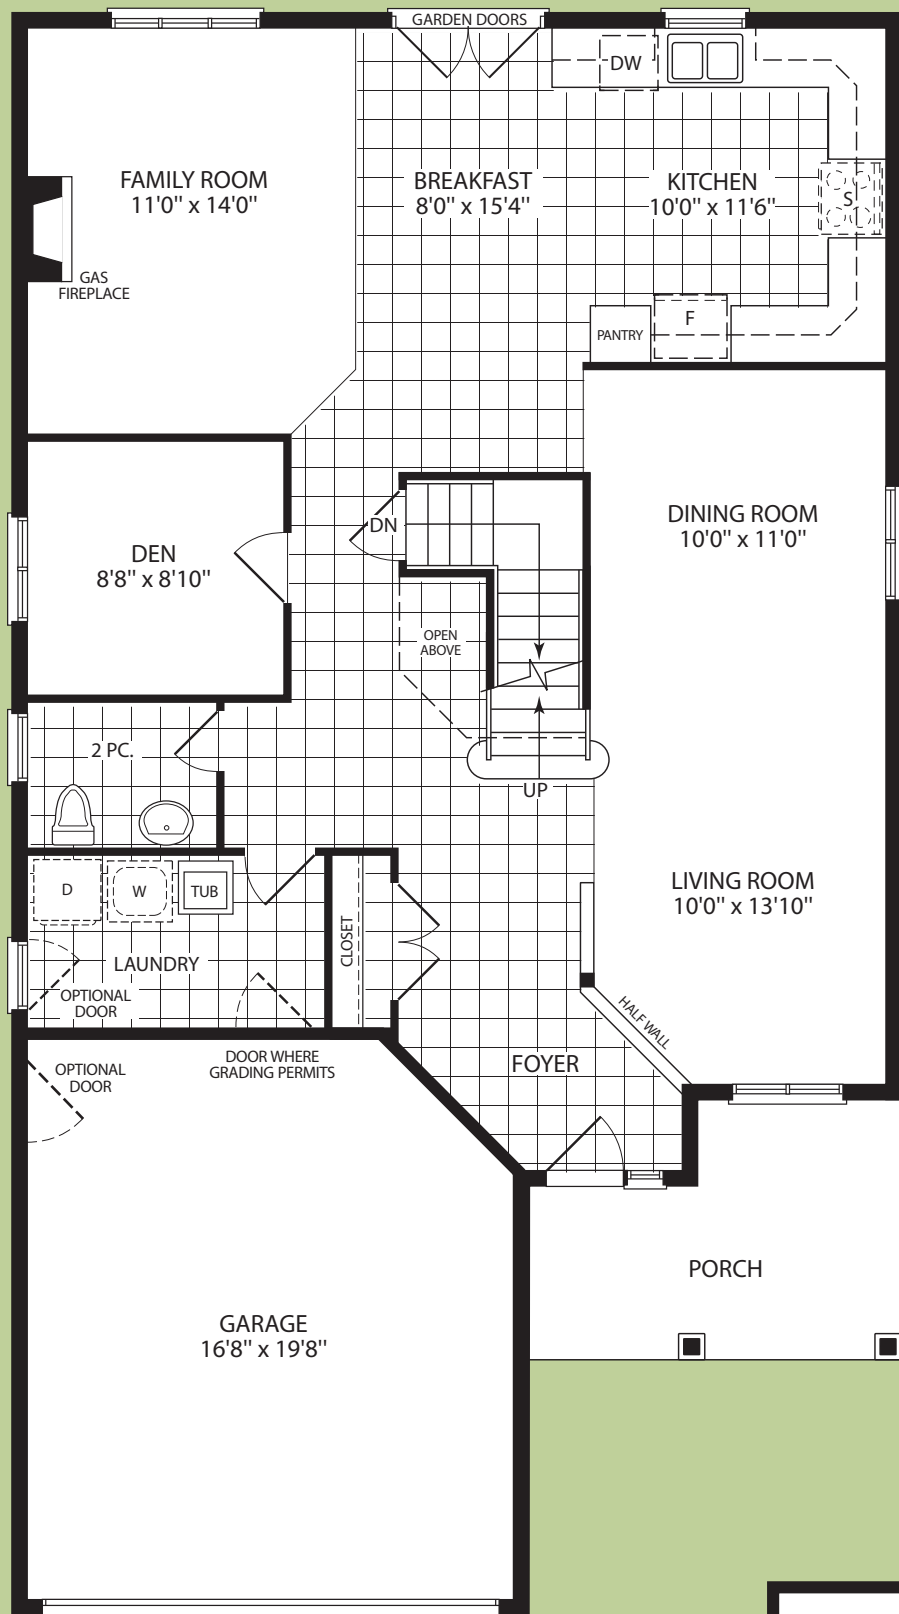 GARDEN DOORS
DW
FAMILY ROOM
11'0" x 14'0"
BREAKFAST
8'0" x 15'4"
KITCHEN
10'0" x 11'6"
S
GAS
FIREPLACE
F
PANTRY
DINING ROOM
10'0" x 11'0"
DN
DEN
8'8" x 8'10"
OPEN
ABOVE
2 PC.
UP
D
W
TUB
LIVING ROOM
10'0" x 13'10"
CLOSET
LAUNDRY
OPTIONAL
DOOR
HALF WALL
FOYER
DOOR WHERE
GRADING PERMITS
OPTIONAL
DOOR
PORCH
GARAGE
16'8" x 19'8"